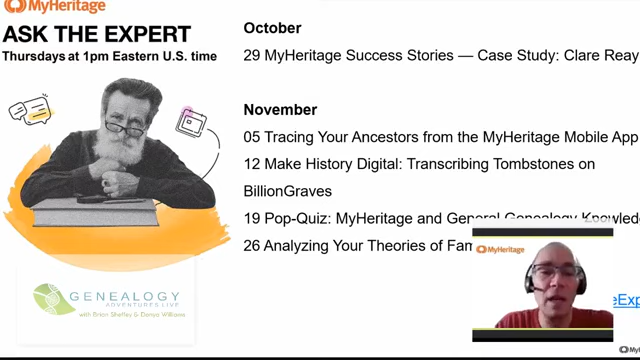 MyHeritage
ASK THE EXPERT
Thursdays at 1pm Eastern U.S. time
GENEALOGY
ADVENTURES LIVE
with Brian Sheffey & Donya Williams
October
29 MyHeritage Success Stories — Case Study: Clare Reay
November
05 Tracing Your Ancestors from the MyHeritage Mobile App
12 Make History Digital: Transcribing Tombstones on
BillionGraves
19 Pop-Quiz: MyHeritage and General Genealogy
26 Analyzing Your Theories of
MyHeritage